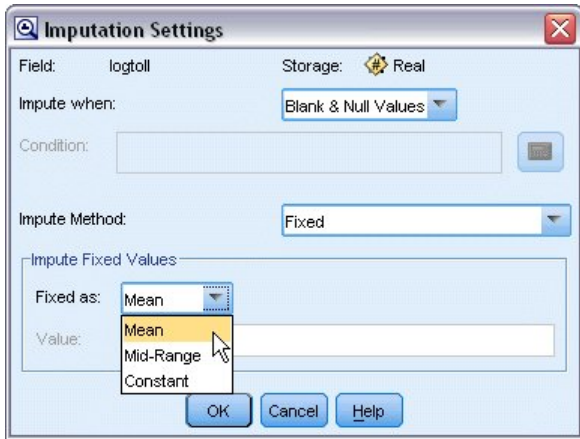 Imputation Settings
Field: logtoll Storage: # Real
Impute when: Blank & Null Values
Condition:
Impute Method: Fixed
Impute Fixed Values
Fixed as: Mean
Mean
Value:
Mid-Range
Constant
OK Cancel Help